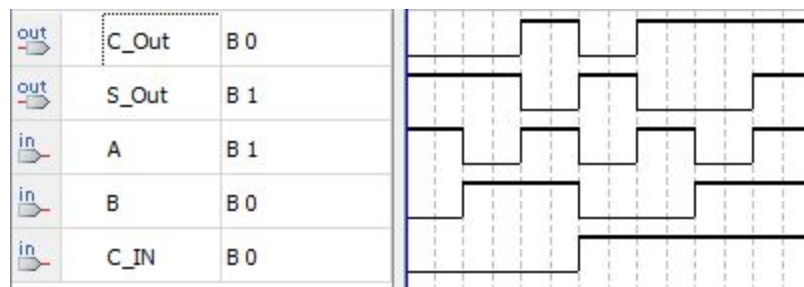 out C_Out B 0
out S_Out B 1
in A B 1
in B B 0
in C_IN B 0